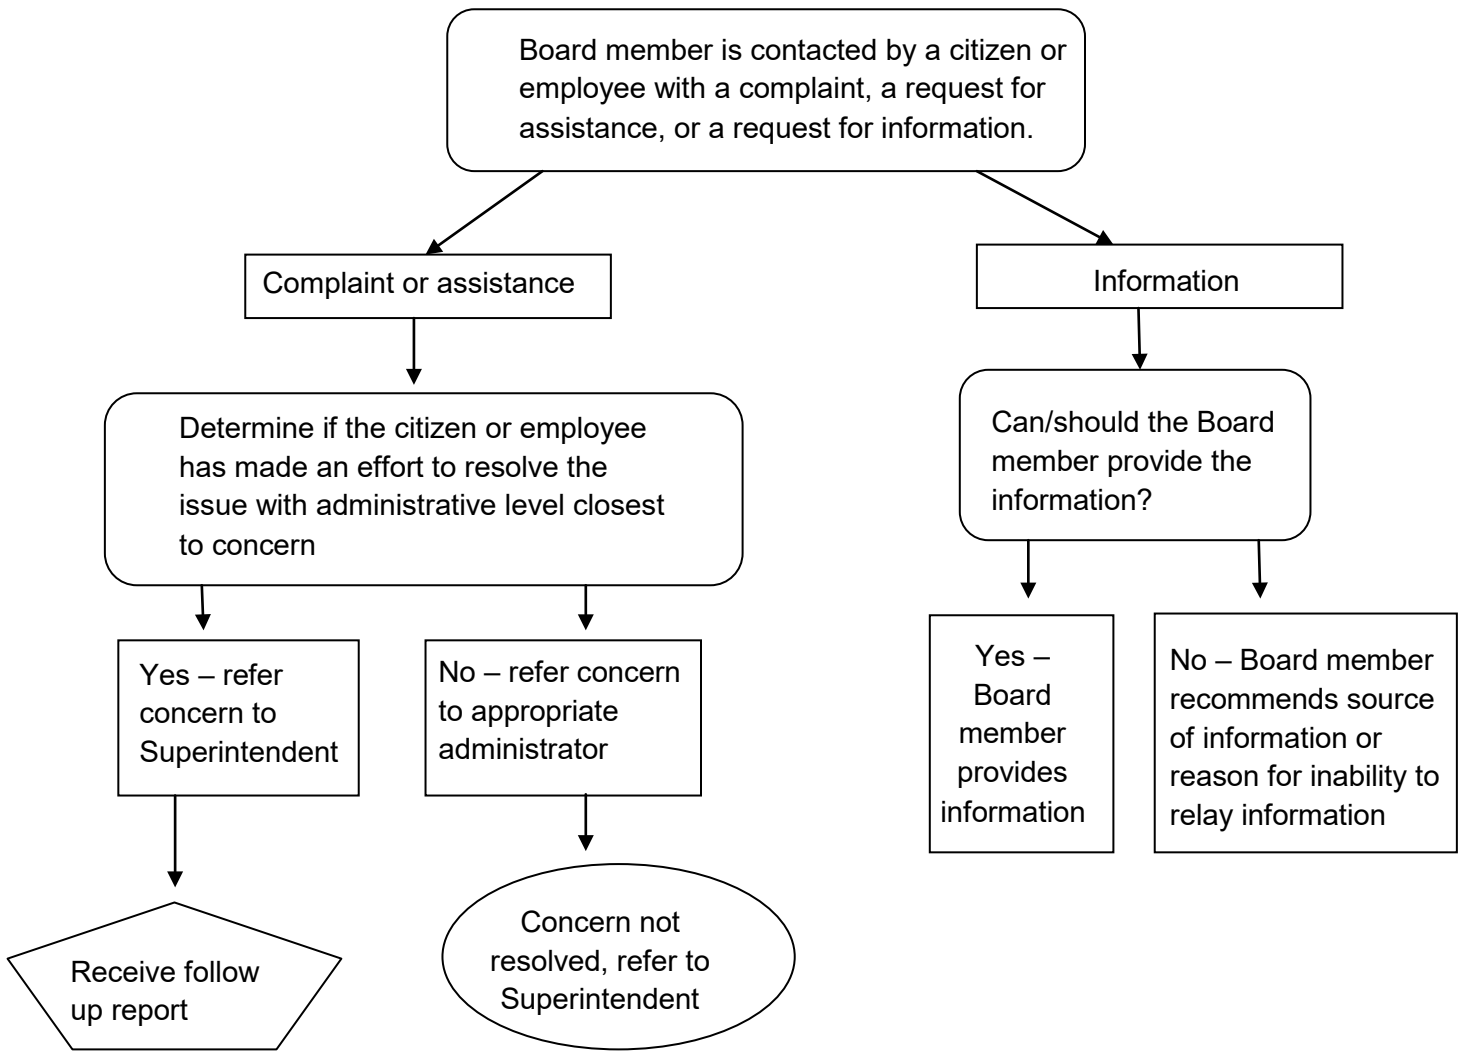 Board member is contacted by a citizen or
employee with a complaint, a request for
assistance, or a request for information.
Complaint or assistance
Information
Determine if the citizen or employee
has made an effort to resolve the
issue with administrative level closest
to concern
Can/should the Board
member provide the
information?
Yes – refer
concern to
Superintendent
No – refer concern
to appropriate
administrator
Yes –
Board
member
provides
information
No – Board member
recommends source
of information or
reason for inability to
relay information
Receive follow
up report
Concern not
resolved, refer to
Superintendent